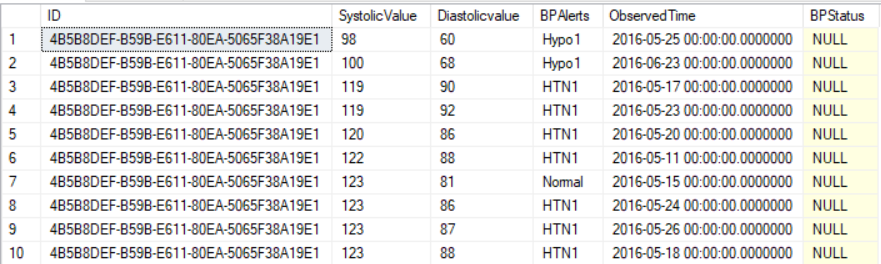 ID SystolicValue Diastolicvalue BPAlerts ObservedTime BPStatus
1 4B5B8DEF-B59B-E611-80EA-5065F38A19E1 98 60 Hypo1 2016-05-25 00:00:00.0000000 NULL
2 4B5B8DEF-B59B-E611-80EA-5065F38A19E1 100 68 Hypo1 2016-06-23 00:00:00.0000000 NULL
3 4B5B8DEF-B59B-E611-80EA-5065F38A19E1 119 90 HTN1 2016-05-17 00:00:00.0000000 NULL
4 4B5B8DEF-B59B-E611-80EA-5065F38A19E1 119 92 HTN1 2016-05-23 00:00:00.0000000 NULL
5 4B5B8DEF-B59B-E611-80EA-5065F38A19E1 120 86 HTN1 2016-05-20 00:00:00.0000000 NULL
6 4B5B8DEF-B59B-E611-80EA-5065F38A19E1 122 88 HTN1 2016-05-11 00:00:00.0000000 NULL
7 4B5B8DEF-B59B-E611-80EA-5065F38A19E1 123 81 Normal 2016-05-15 00:00:00.0000000 NULL
8 4B5B8DEF-B59B-E611-80EA-5065F38A19E1 123 86 HTN1 2016-05-24 00:00:00.0000000 NULL
9 4B5B8DEF-B59B-E611-80EA-5065F38A19E1 123 87 HTN1 2016-05-26 00:00:00.0000000 NULL
10 4B5B8DEF-B59B-E611-80EA-5065F38A19E1 123 88 HTN1 2016-05-18 00:00:00.0000000 NULL